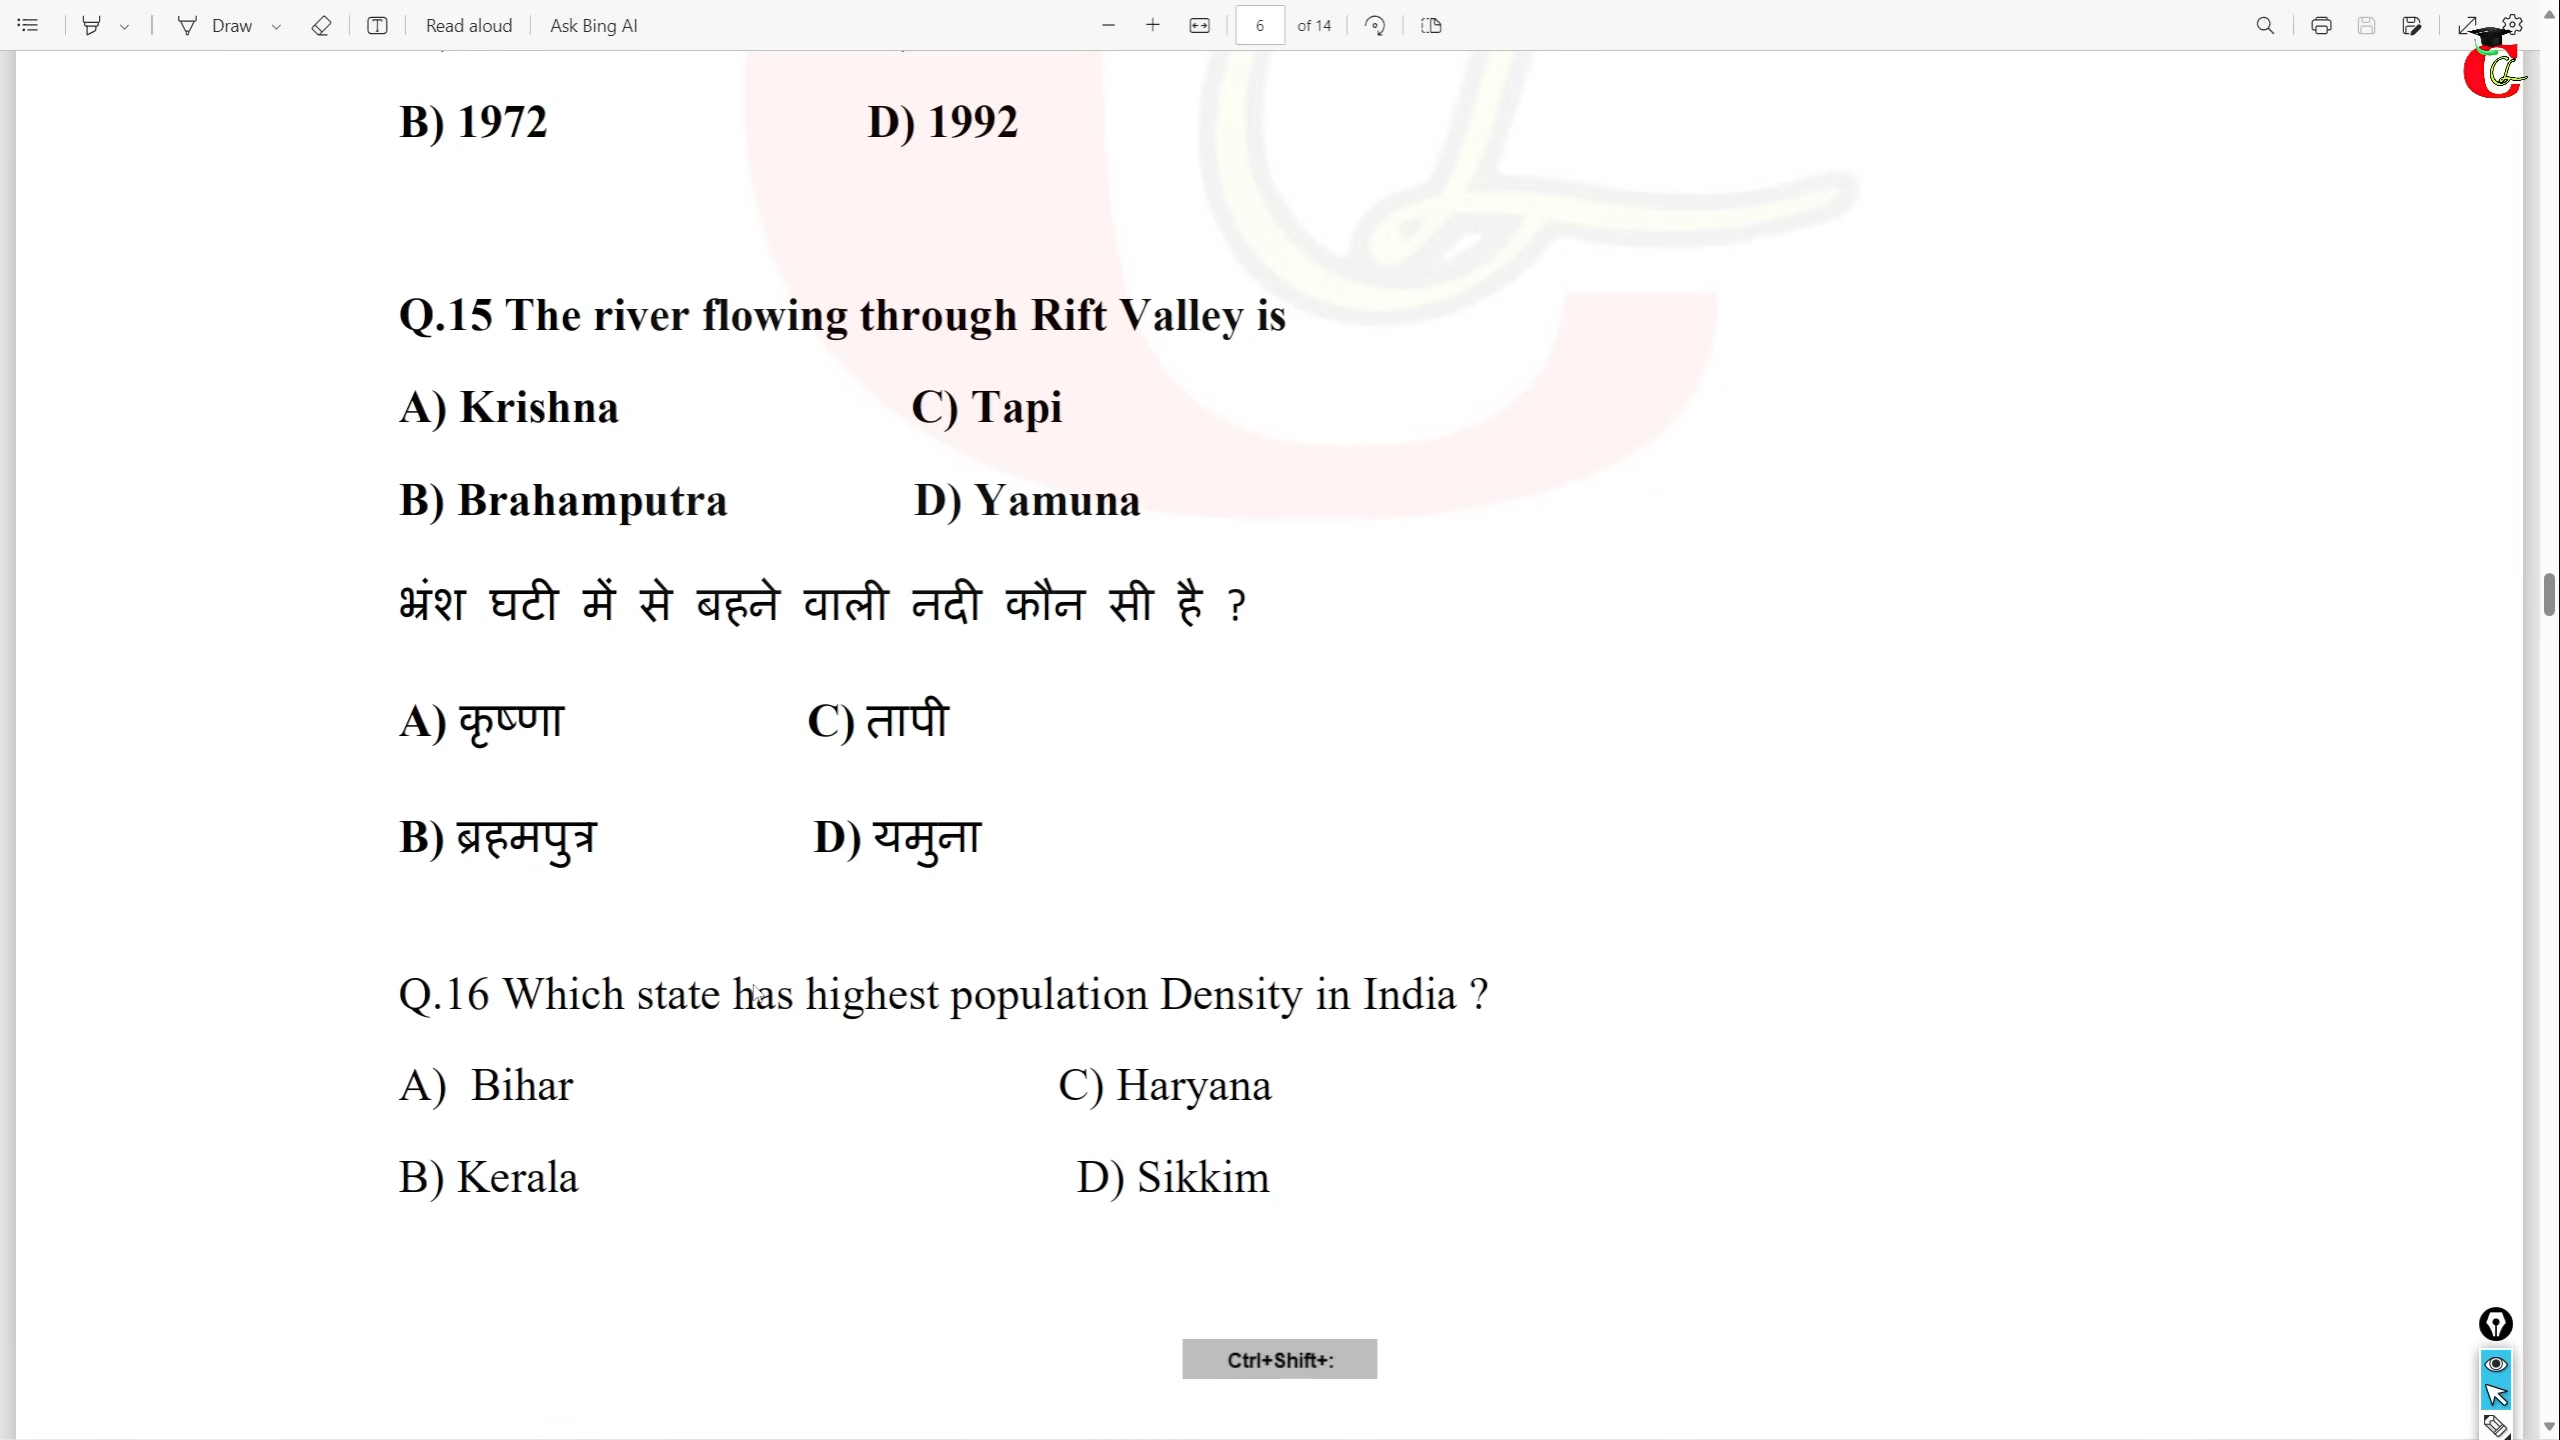 Draw
Read aloud
Ask Bing AI
6 of 14
B) 1972 D) 1992
Q.15 The river flowing through Rift Valley is
A) Krishna C) Tapi
B) Brahamputra D) Yamuna
भ्रंश घटी में से बहने वाली नदी कौन सी है ?
A) कृष्णा C) तापी
B) ब्रहमपुत्र D) यमुना
Q.16 Which state has highest population Density in India ?
A) Bihar C) Haryana
B) Kerala D) Sikkim
Ctrl+Shift+: